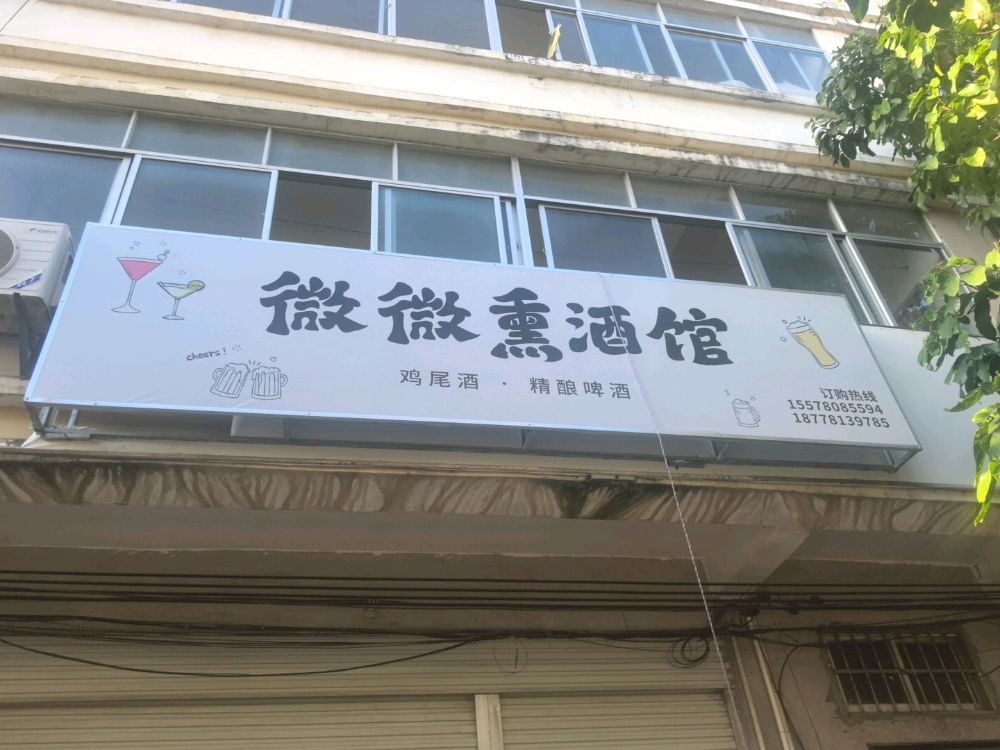 微微熏酒馆
cheers!
鸡尾酒 · 精酿啤酒
订购热线
15578085594
18778139785